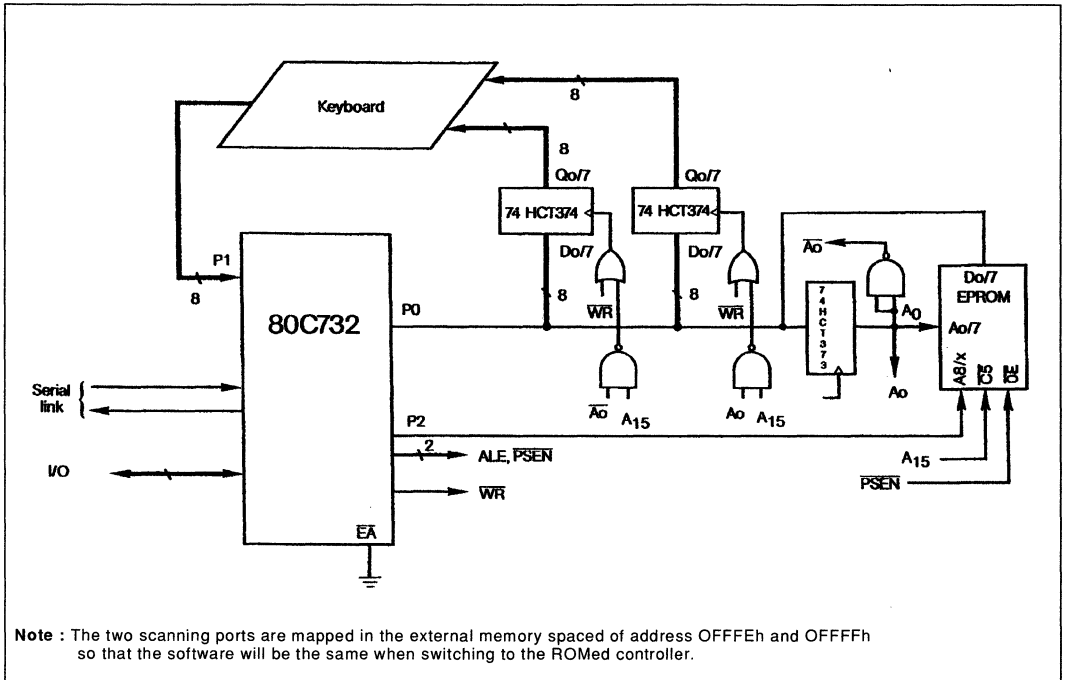 Keyboard
8
8
Qo/7
Qo/7
74 HCT374
74 HCT374
Do/7
Do/7
Ao
P1
8
80C732
P0
8
WR
8
WR
74HCT373
Ao
Do/7
EPROM
Ao/7
A8/x
C5
OE
Ao
Ao
A15
Ao
A15
Serial
link
P2
2
ALE, PSEN
A15
I/O
WR
PSEN
EA
Note : The two scanning ports are mapped in the external memory spaced of address OFFFEh and OFFFFh
so that the software will be the same when switching to the ROMed controller.